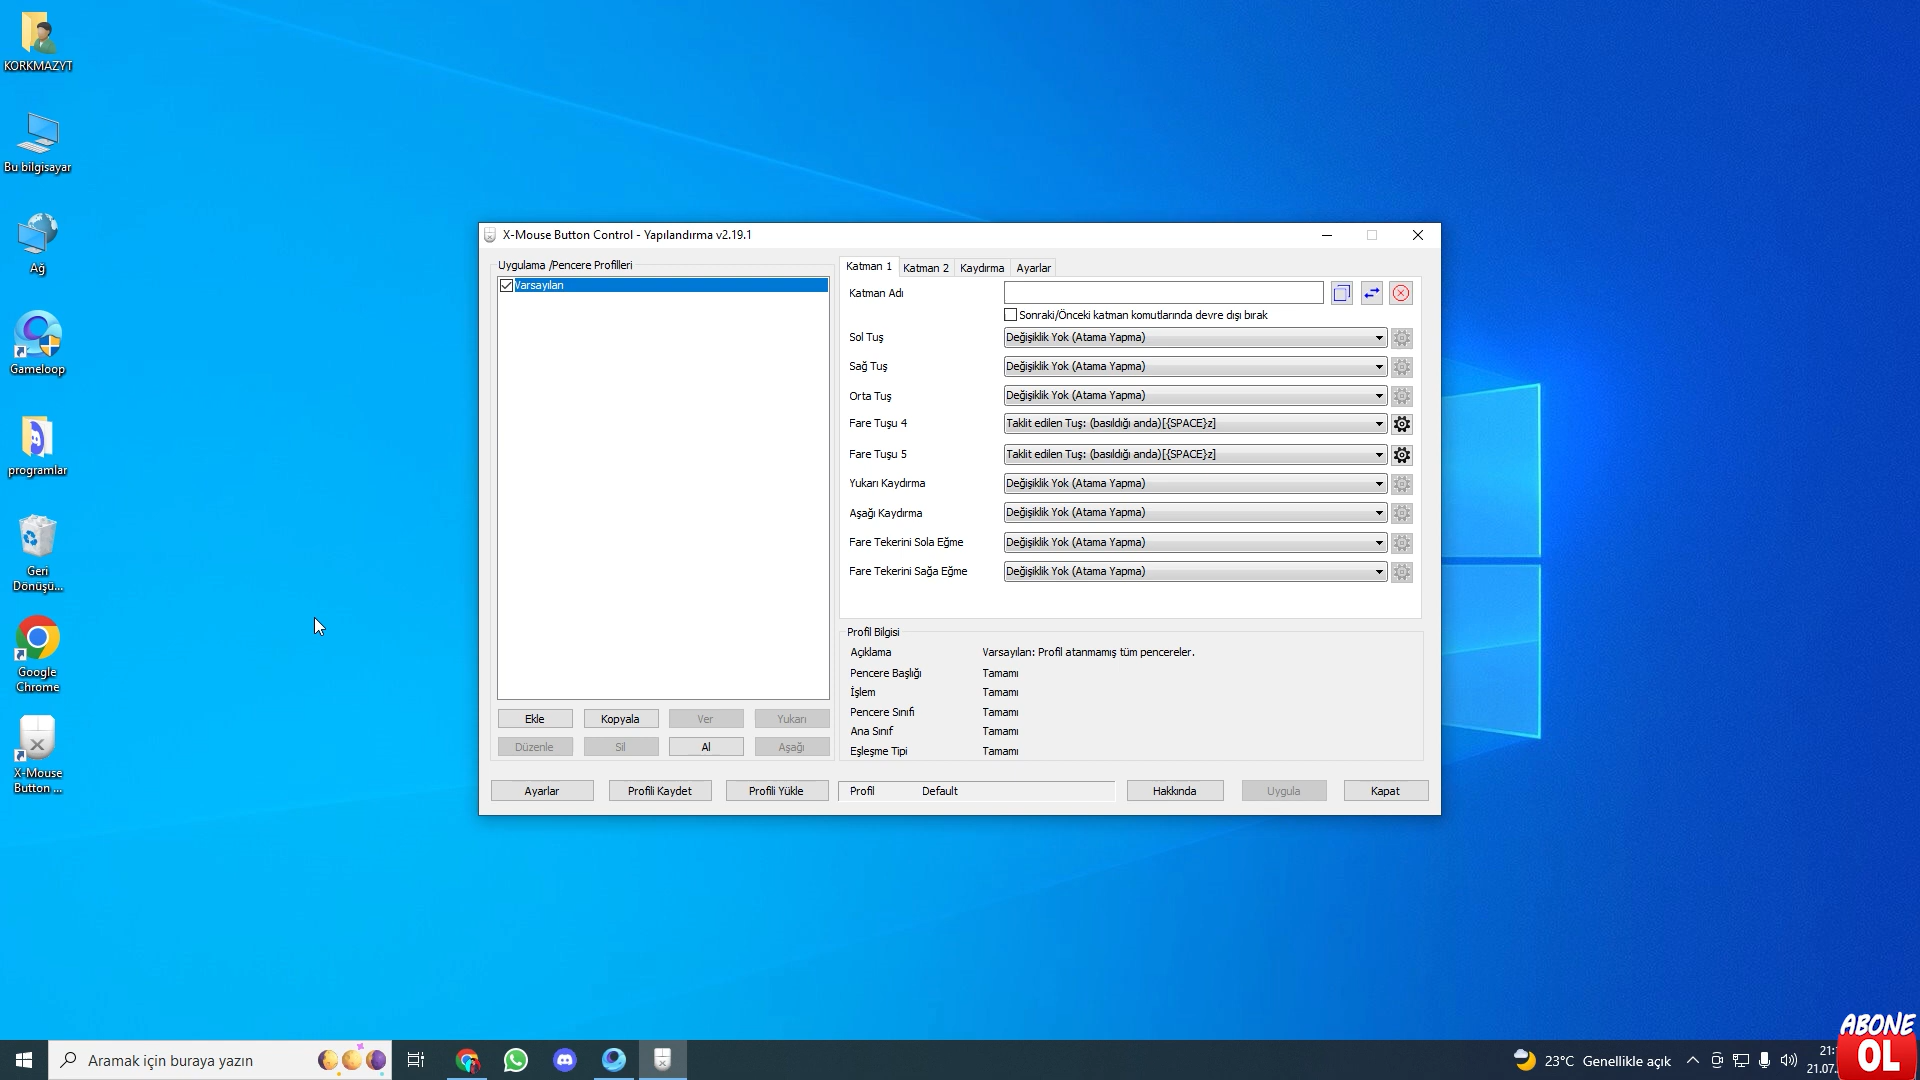 KORKMAZYT
Bu bilgisayar
Ağ
Gameloop
programlar
Geri
Dönüşü...
Google
Chrome
X-Mouse
Button ...
X-Mouse Button Control - Yapılandırma v2.19.1
Uygulama /Pencere Profilleri
Varsayılan
Ekle
Kopyala
Ver
Yukarı
Düzenle
Sil
Al
Aşağı
Katman 1
Katman 2
Kaydırma
Ayarlar
Katman Adı
Sonraki/Önceki katman komutlarında devre dışı bırak
Sol Tuş
Değişiklik Yok (Atama Yapma)
Sağ Tuş
Değişiklik Yok (Atama Yapma)
Orta Tuş
Değişiklik Yok (Atama Yapma)
Fare Tuşu 4
Taklit edilen Tuş: (basıldığı anda)[{SPACE}z]
Fare Tuşu 5
Taklit edilen Tuş: (basıldığı anda)[{SPACE}z]
Yukarı Kaydırma
Değişiklik Yok (Atama Yapma)
Aşağı Kaydırma
Değişiklik Yok (Atama Yapma)
Fare Tekerini Sola Eğme
Değişiklik Yok (Atama Yapma)
Fare Tekerini Sağa Eğme
Değişiklik Yok (Atama Yapma)
Profil Bilgisi
Açıklama
Varsayılan: Profil atanmamış tüm pencereler.
Pencere Başlığı
Tamamı
İşlem
Tamamı
Pencere Sınıfı
Tamamı
Ana Sınıf
Tamamı
Eşleşme Tipi
Tamamı
Ayarlar
Profili Kaydet
Profili Yükle
Profil
Default
Hakkında
Uygula
Kapat
Aramak için buraya yazın
23°C Genellikle açık
21:
21.07.
ABONE
OL